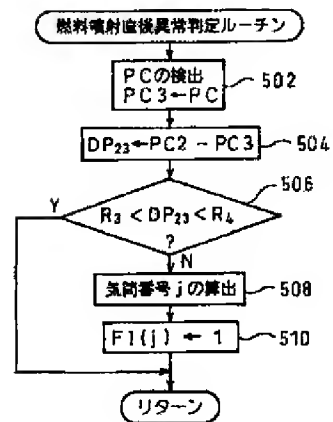 燃料噴射直後異常判定ルーチン
PCの検出
PC3←PC
502
DP23←PC2－PC3
504
506
Y
R3＜DP23＜R4
?
N
気筒番号jの算出
508
F1(j) ← 1
510
リターン